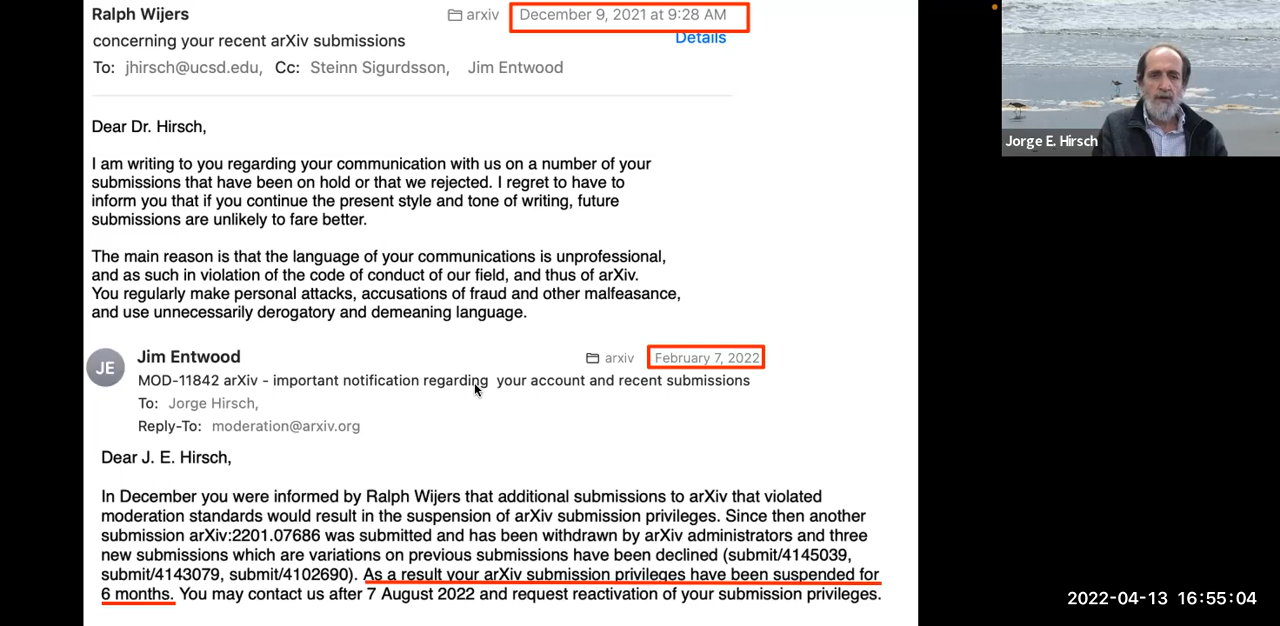 Ralph Wijers
arxiv
December 9, 2021 at 9:28 AM
concerning your recent arXiv submissions
Details
To: jhirsch@ucsd.edu, Cc: Steinn Sigurdsson, Jim Entwood
Dear Dr. Hirsch,
I am writing to you regarding your communication with us on a number of your
submissions that have been on hold or that we rejected. I regret to have to
inform you that if you continue the present style and tone of writing, future
submissions are unlikely to fare better.
The main reason is that the language of your communications is unprofessional,
and as such in violation of the code of conduct of our field, and thus of arXiv.
You regularly make personal attacks, accusations of fraud and other malfeasance,
and use unnecessarily derogatory and demeaning language.
JE
Jim Entwood
arxiv
February 7, 2022
MOD-11842 arXiv - important notification regarding your account and recent submissions
To: Jorge Hirsch,
Reply-To: moderation@arxiv.org
Dear J. E. Hirsch,
In December you were informed by Ralph Wijers that additional submissions to arXiv that violated
moderation standards would result in the suspension of arXiv submission privileges. Since then another
submission arXiv:2201.07686 was submitted and has been withdrawn by arXiv administrators and three
new submissions which are variations on previous submissions have been declined (submit/4145039,
submit/4143079, submit/4102690). As a result your arXiv submission privileges have been suspended for
6 months. You may contact us after 7 August 2022 and request reactivation of your submission privileges.
Jorge E. Hirsch
2022-04-13 16:55:04